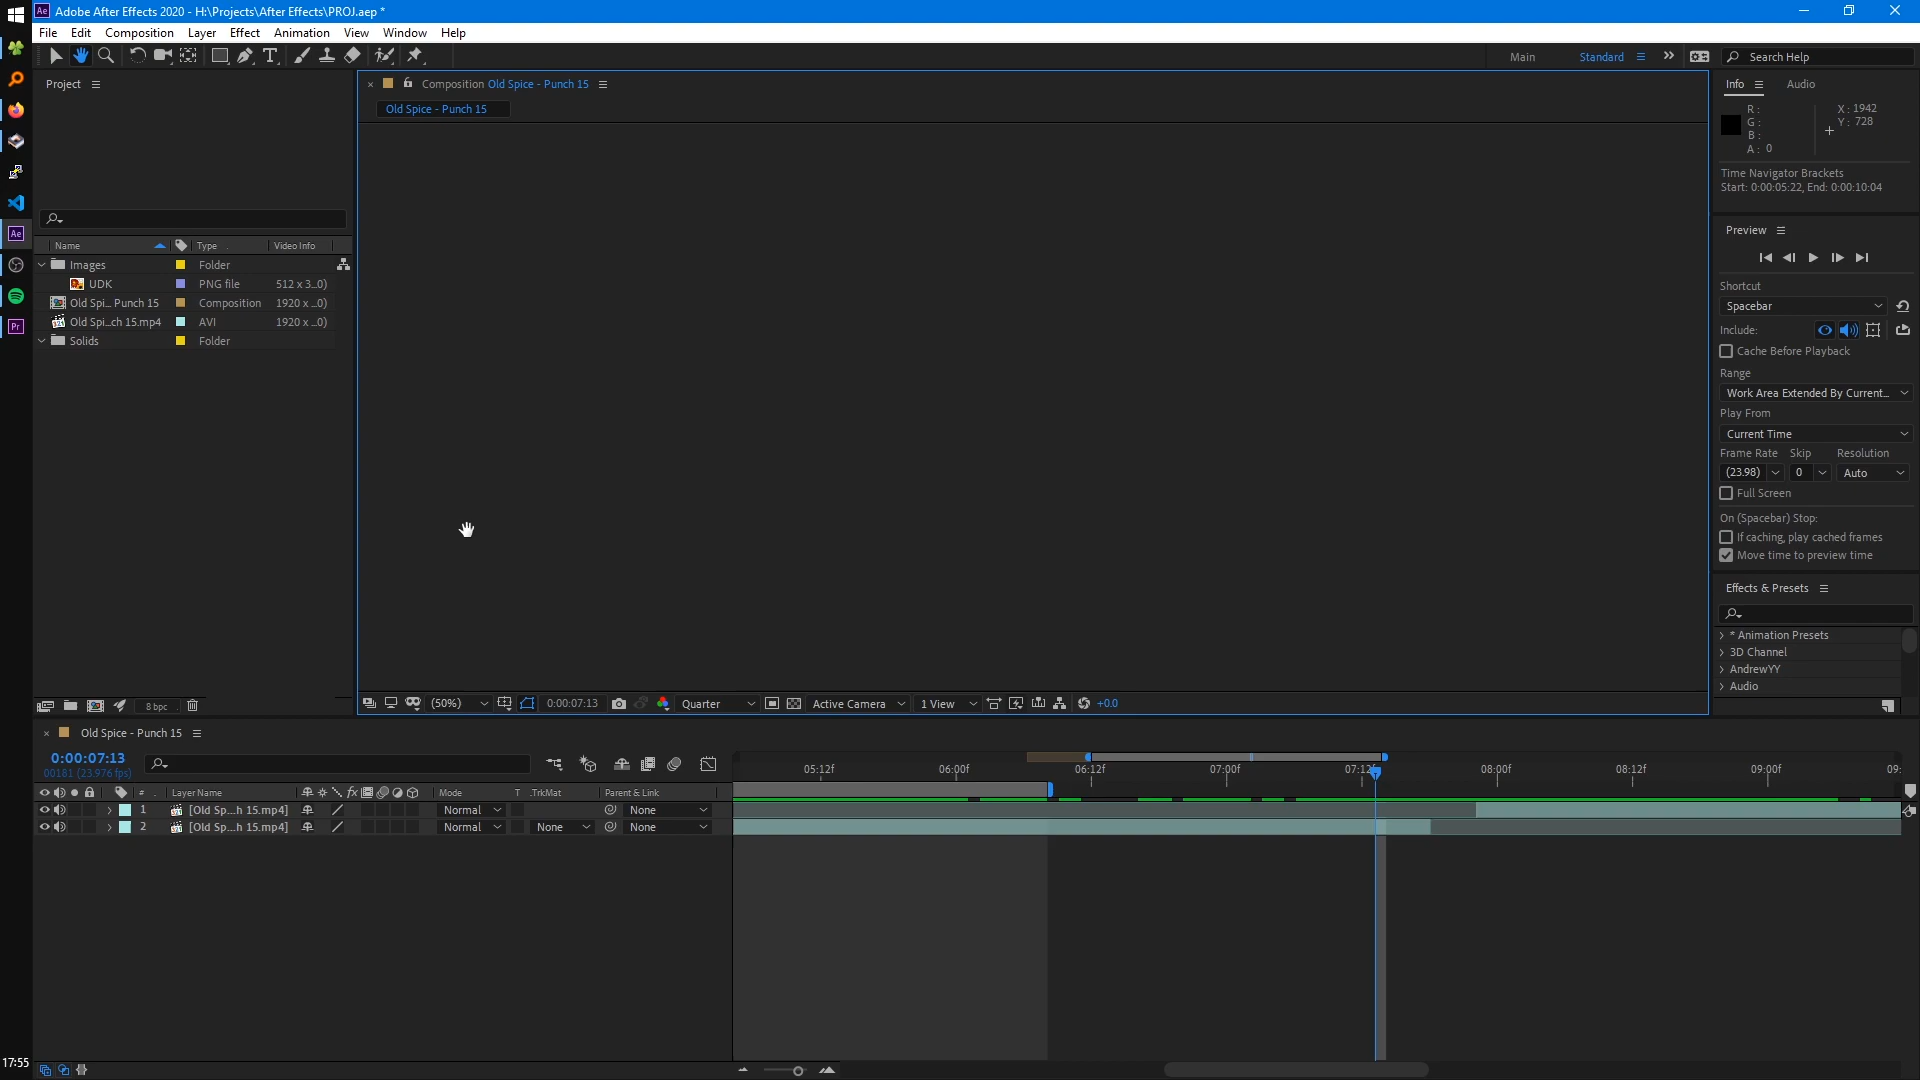 Adobe After Effects 2020 - H:\Projects\After Effects\PROJ.aep *
File Edit Composition Layer Effect Animation View Window Help
Main Standard Search Help
Project
Composition Old Spice - Punch 15
Old Spice - Punch 15
Info Audio
R:
G:
B:
A: 0
X: 1942
Y: 728
Time Navigator Brackets
Start: 0:00:05:22, End: 0:00:10:04
Name Type Video Info
Images Folder
UDK PNG file 512 x 3...0)
Old Spi... Punch 15 Composition 1920 x ...0)
Old Spi...ch 15.mp4 AVI 1920 x ...0)
Solids Folder
Preview
Shortcut
Spacebar
Include:
Cache Before Playback
Range
Work Area Extended By Current...
Play From
Current Time
Frame Rate Skip Resolution
(23.98) 0 Auto
Full Screen
On (Spacebar) Stop:
If caching, play cached frames
Move time to preview time
Effects & Presets
* Animation Presets
3D Channel
AndrewYY
Audio
8 bpc
(50%) 0:00:07:13 Quarter Active Camera 1 View +0.0
Old Spice - Punch 15
0:00:07:13
00181 (23.976 fps)
05:12f 06:00f 06:12f 07:00f 07:12f 08:00f 08:12f 09:00f 09:
# Layer Name Mode T .TrkMat Parent & Link
1 [Old Sp...h 15.mp4] Normal None
2 [Old Sp...h 15.mp4] Normal None None
17:55
Ae
Pr